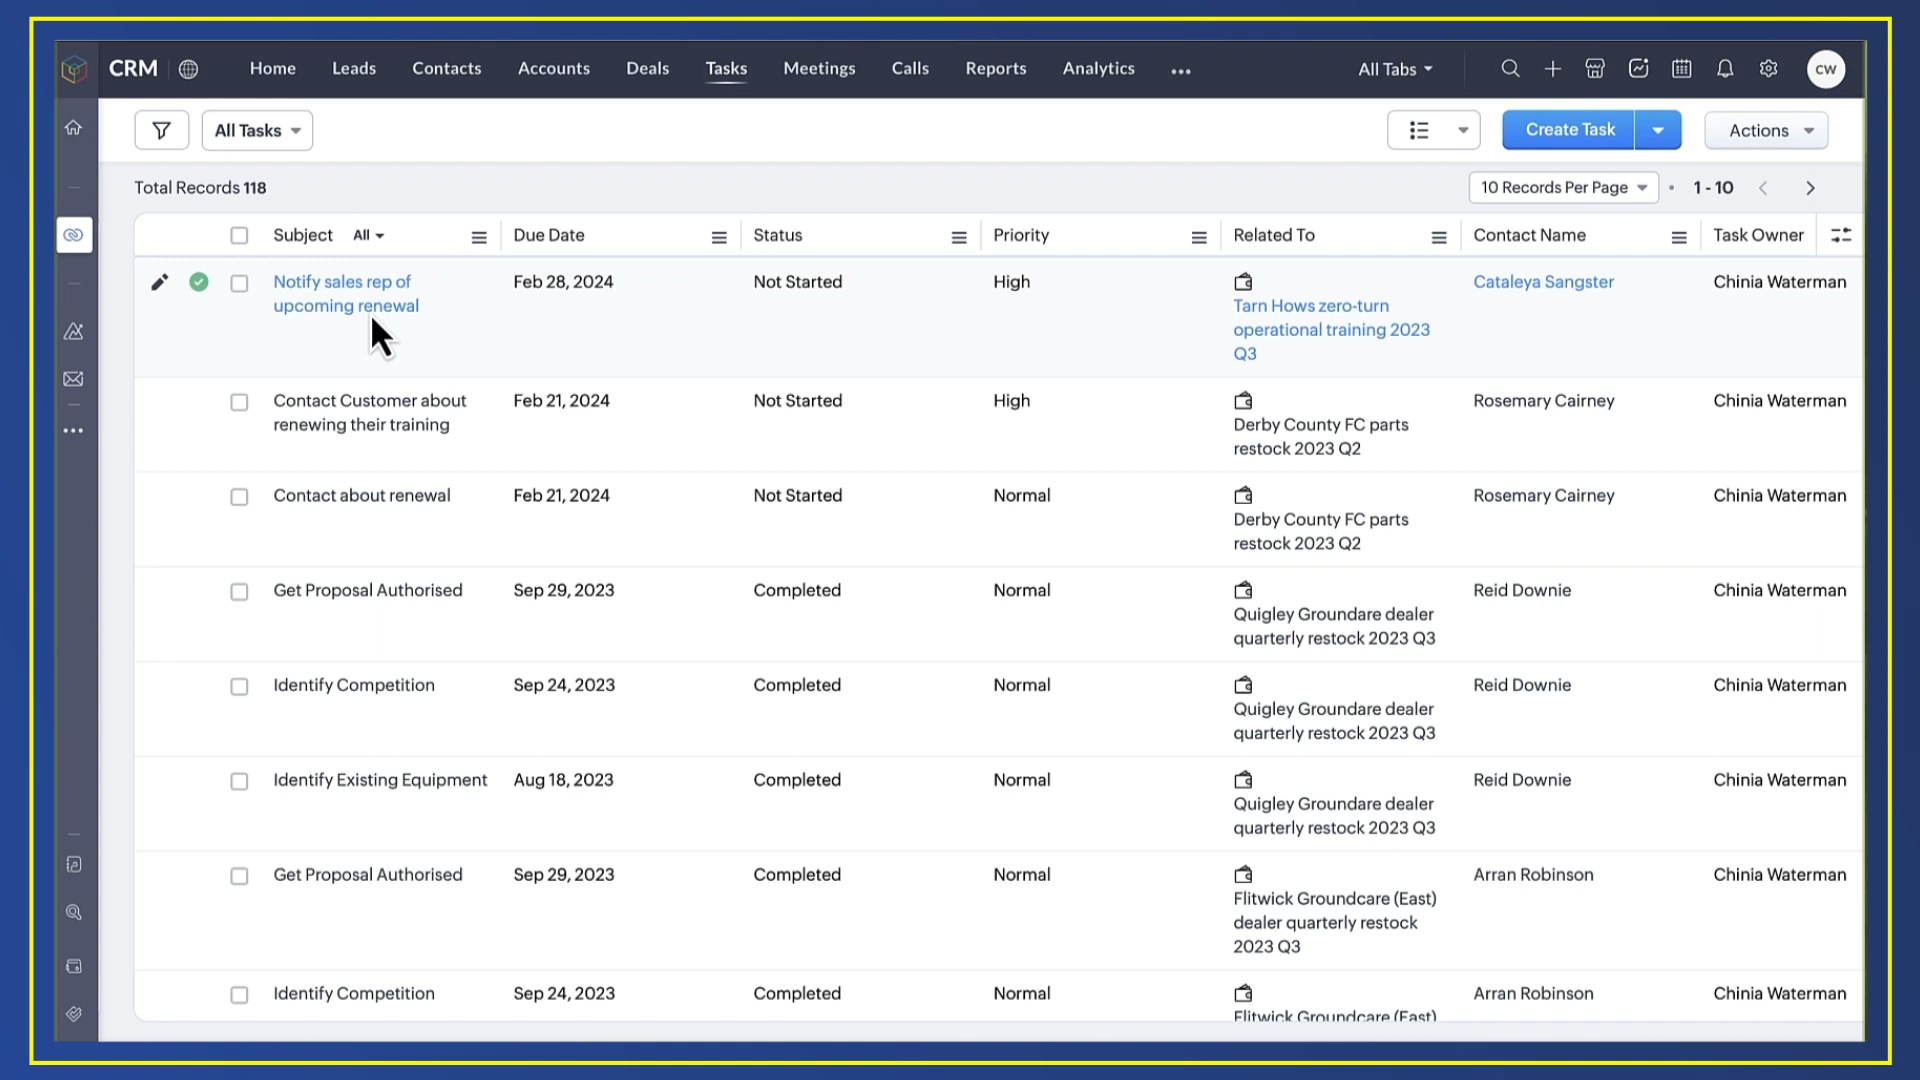 CRM Home Leads Contacts Accounts Deals Tasks Meetings Calls Reports Analytics ••• All Tabs CW
All Tasks Create Task Actions
Total Records 118 10 Records Per Page • 1 - 10
Subject All Due Date Status Priority Related To Contact Name Task Owner
Notify sales rep of Feb 28, 2024 Not Started High Cataleya Sangster Chinia Waterman
upcoming renewal Tarn Hows zero-turn
operational training 2023
Q3
Contact Customer about Feb 21, 2024 Not Started High Rosemary Cairney Chinia Waterman
renewing their training Derby County FC parts
restock 2023 Q2
Contact about renewal Feb 21, 2024 Not Started Normal Rosemary Cairney Chinia Waterman
Derby County FC parts
restock 2023 Q2
Get Proposal Authorised Sep 29, 2023 Completed Normal Reid Downie Chinia Waterman
Quigley Groundare dealer
quarterly restock 2023 Q3
Identify Competition Sep 24, 2023 Completed Normal Reid Downie Chinia Waterman
Quigley Groundare dealer
quarterly restock 2023 Q3
Identify Existing Equipment Aug 18, 2023 Completed Normal Reid Downie Chinia Waterman
Quigley Groundare dealer
quarterly restock 2023 Q3
Get Proposal Authorised Sep 29, 2023 Completed Normal Arran Robinson Chinia Waterman
Flitwick Groundcare (East)
dealer quarterly restock
2023 Q3
Identify Competition Sep 24, 2023 Completed Normal Arran Robinson Chinia Waterman
Flitwick Groundcare (East)